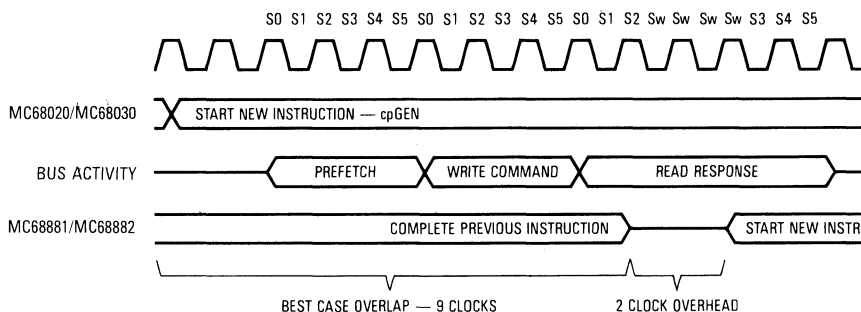 S0 S1 S2 S3 S4 S5 S0 S1 S2 S3 S4 S5 S0 S1 S2 Sw Sw Sw Sw S3 S4 S5
MC68020/MC68030 START NEW INSTRUCTION — cpGEN
BUS ACTIVITY PREFETCH WRITE COMMAND READ RESPONSE
MC68881/MC68882 COMPLETE PREVIOUS INSTRUCTION START NEW INSTR
BEST CASE OVERLAP — 9 CLOCKS 2 CLOCK OVERHEAD